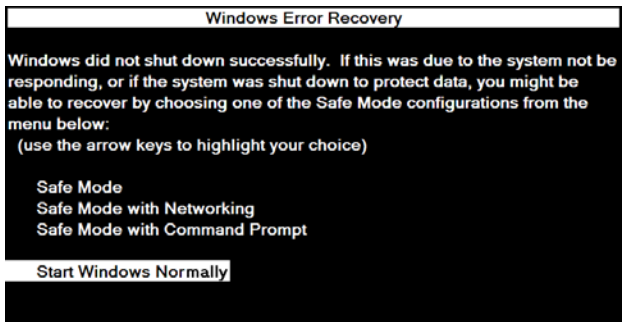 Windows Error Recovery
Windows did not shut down successfully. If this was due to the system not be
responding, or if the system was shut down to protect data, you might be
able to recover by choosing one of the Safe Mode configurations from the
menu below:
(use the arrow keys to highlight your choice)
Safe Mode
Safe Mode with Networking
Safe Mode with Command Prompt
Start Windows Normally